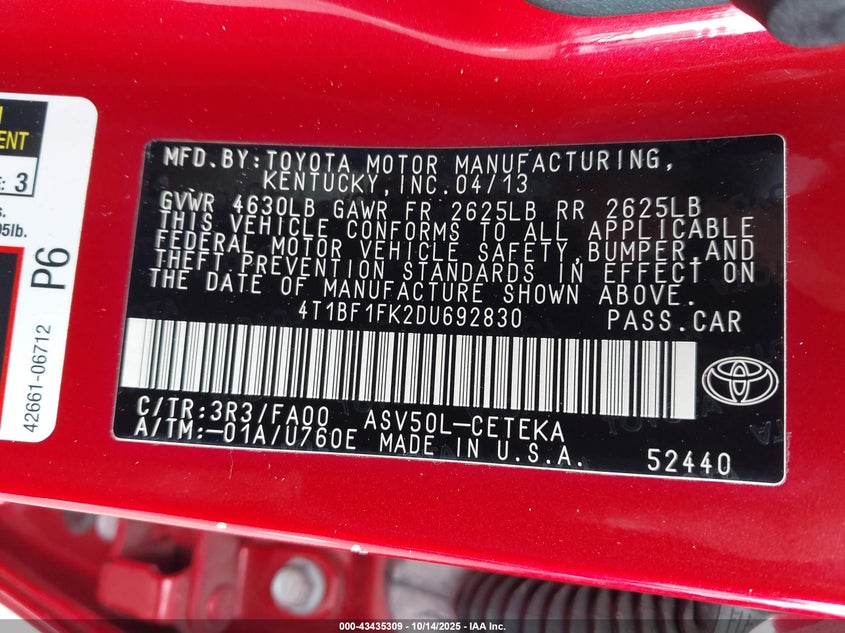 ENT
: 3
s.
5lb.
P6
42661-06712
MFD.BY:TOYOTA MOTOR MANUFACTURING,
KENTUCKY,INC.04/13
GVWR 4630LB GAWR FR 2625LB RR 2625LB
THIS VEHICLE CONFORMS TO ALL APPLICABLE
FEDERAL MOTOR VEHICLE SAFETY,BUMPER,AND
THEFT PREVENTION STANDARDS IN EFFECT ON
THE DATE OF MANUFACTURE SHOWN ABOVE.
4T1BF1FK2DU692830 PASS.CAR
C/TR:3R3/FA00 ASV50L-CETEKA
A/TM:-01A/U760E MADE IN U.S.A.
52440
000-43435309 | 10/14/2025 - IAA Inc.